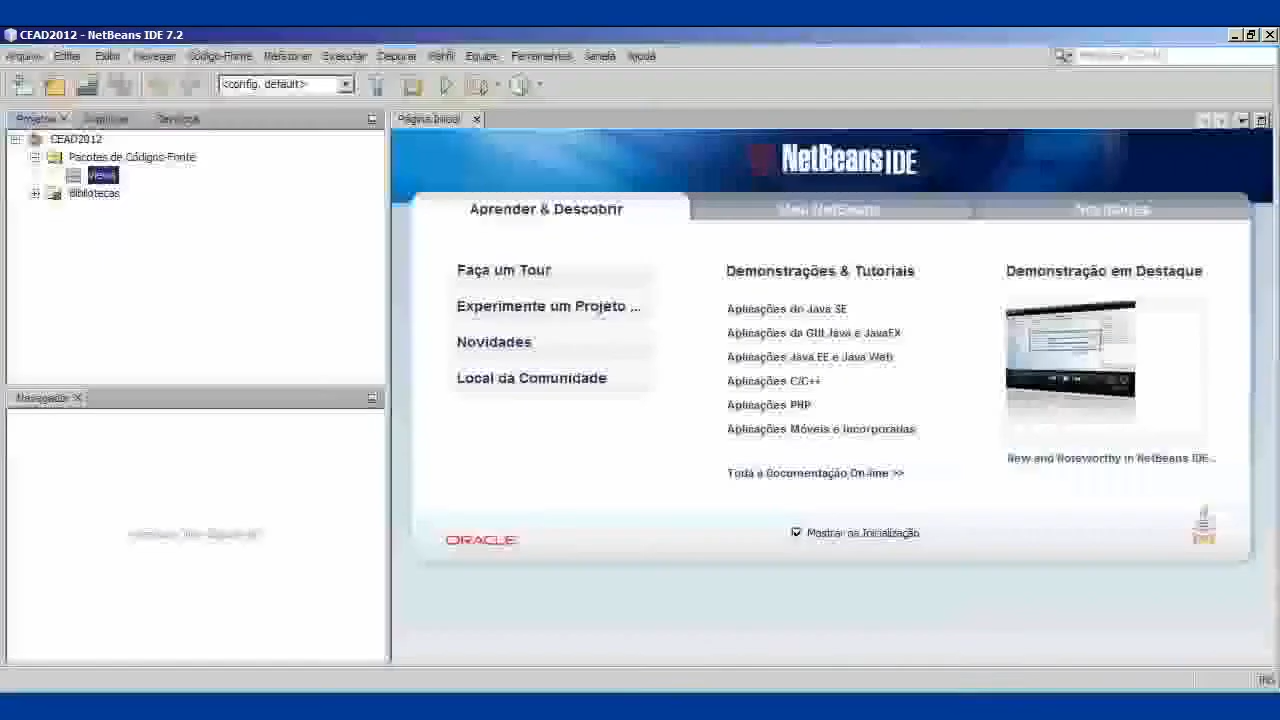 CEAD2012 - NetBeans IDE 7.2
Arquivo Editar Exibir Navegar Código-Fonte Refatorar Executar Depurar Perfil Equipe Ferramentas Janela Ajuda
<config. default>
Projetos Arquivos Serviços
Página Inicial
CEAD2012
Pacotes de Códigos-Fonte
views
Bibliotecas
NetBeans IDE
Aprender & Descobrir
Meu NetBeans
Novidades
Faça um Tour
Experimente um Projeto ...
Novidades
Local da Comunidade
Demonstrações & Tutoriais
Aplicações do Java SE
Aplicações da GUI Java e JavaFX
Aplicações Java EE e Java Web
Aplicações C/C++
Aplicações PHP
Aplicações Móveis e Incorporadas
Toda a Documentação On-line >>
Demonstração em Destaque
New and Noteworthy in NetBeans IDE...
Navegador
ORACLE
Mostrar na Inicialização
INS